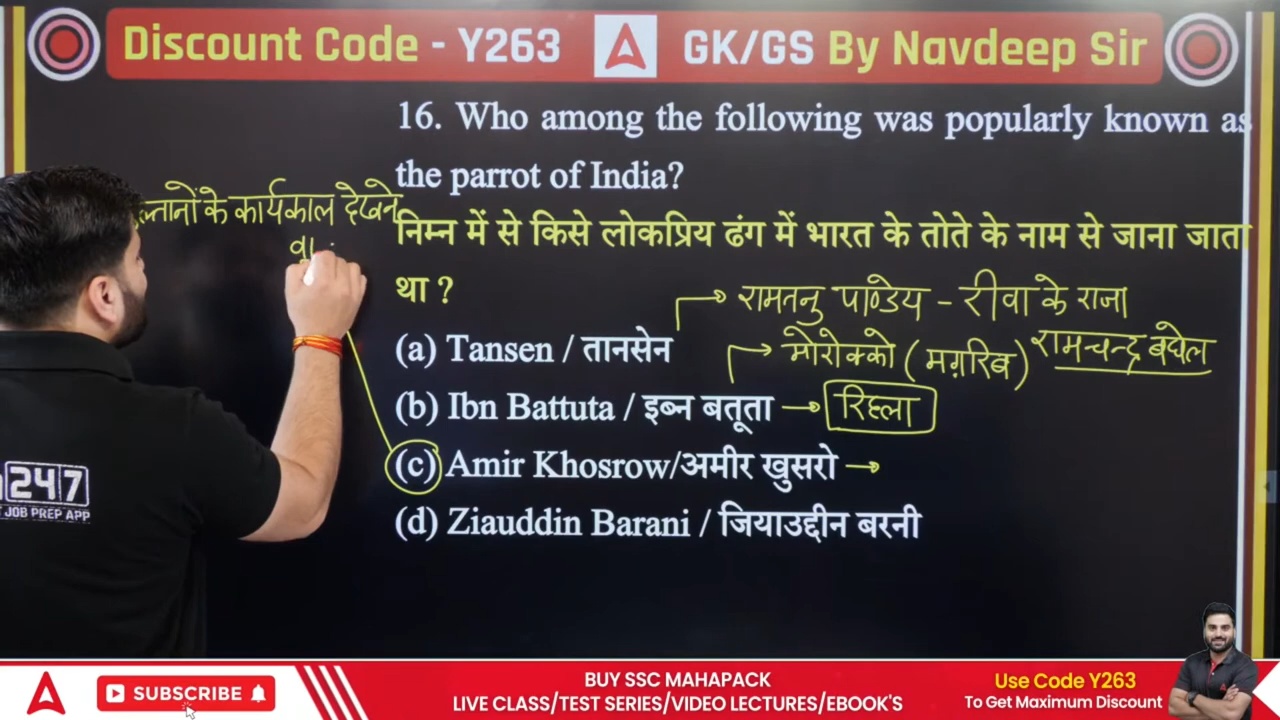 Discount Code - Y263 GK/GS By Navdeep Sir
16. Who among the following was popularly known as
the parrot of India?
के कार्यकाल देखने
निम्न में से किसे लोकप्रिय ढंग में भारत के तोते के नाम से जाना जाता
था ?
रामतनु पाण्डेय - रीवा के राजा
रामचन्द्र बघेल
(a) Tansen / तानसेन
मोरोक्को (मग़रिब)
(b) Ibn Battuta / इब्न बतूता → रिहला
(c) Amir Khosrow/अमीर खुसरो →
(d) Ziauddin Barani / जियाउद्दीन बरनी
247
JOB PREP APP
SUBSCRIBE
BUY SSC MAHAPACK
LIVE CLASS/TEST SERIES/VIDEO LECTURES/EBOOK'S
Use Code Y263
To Get Maximum Discount